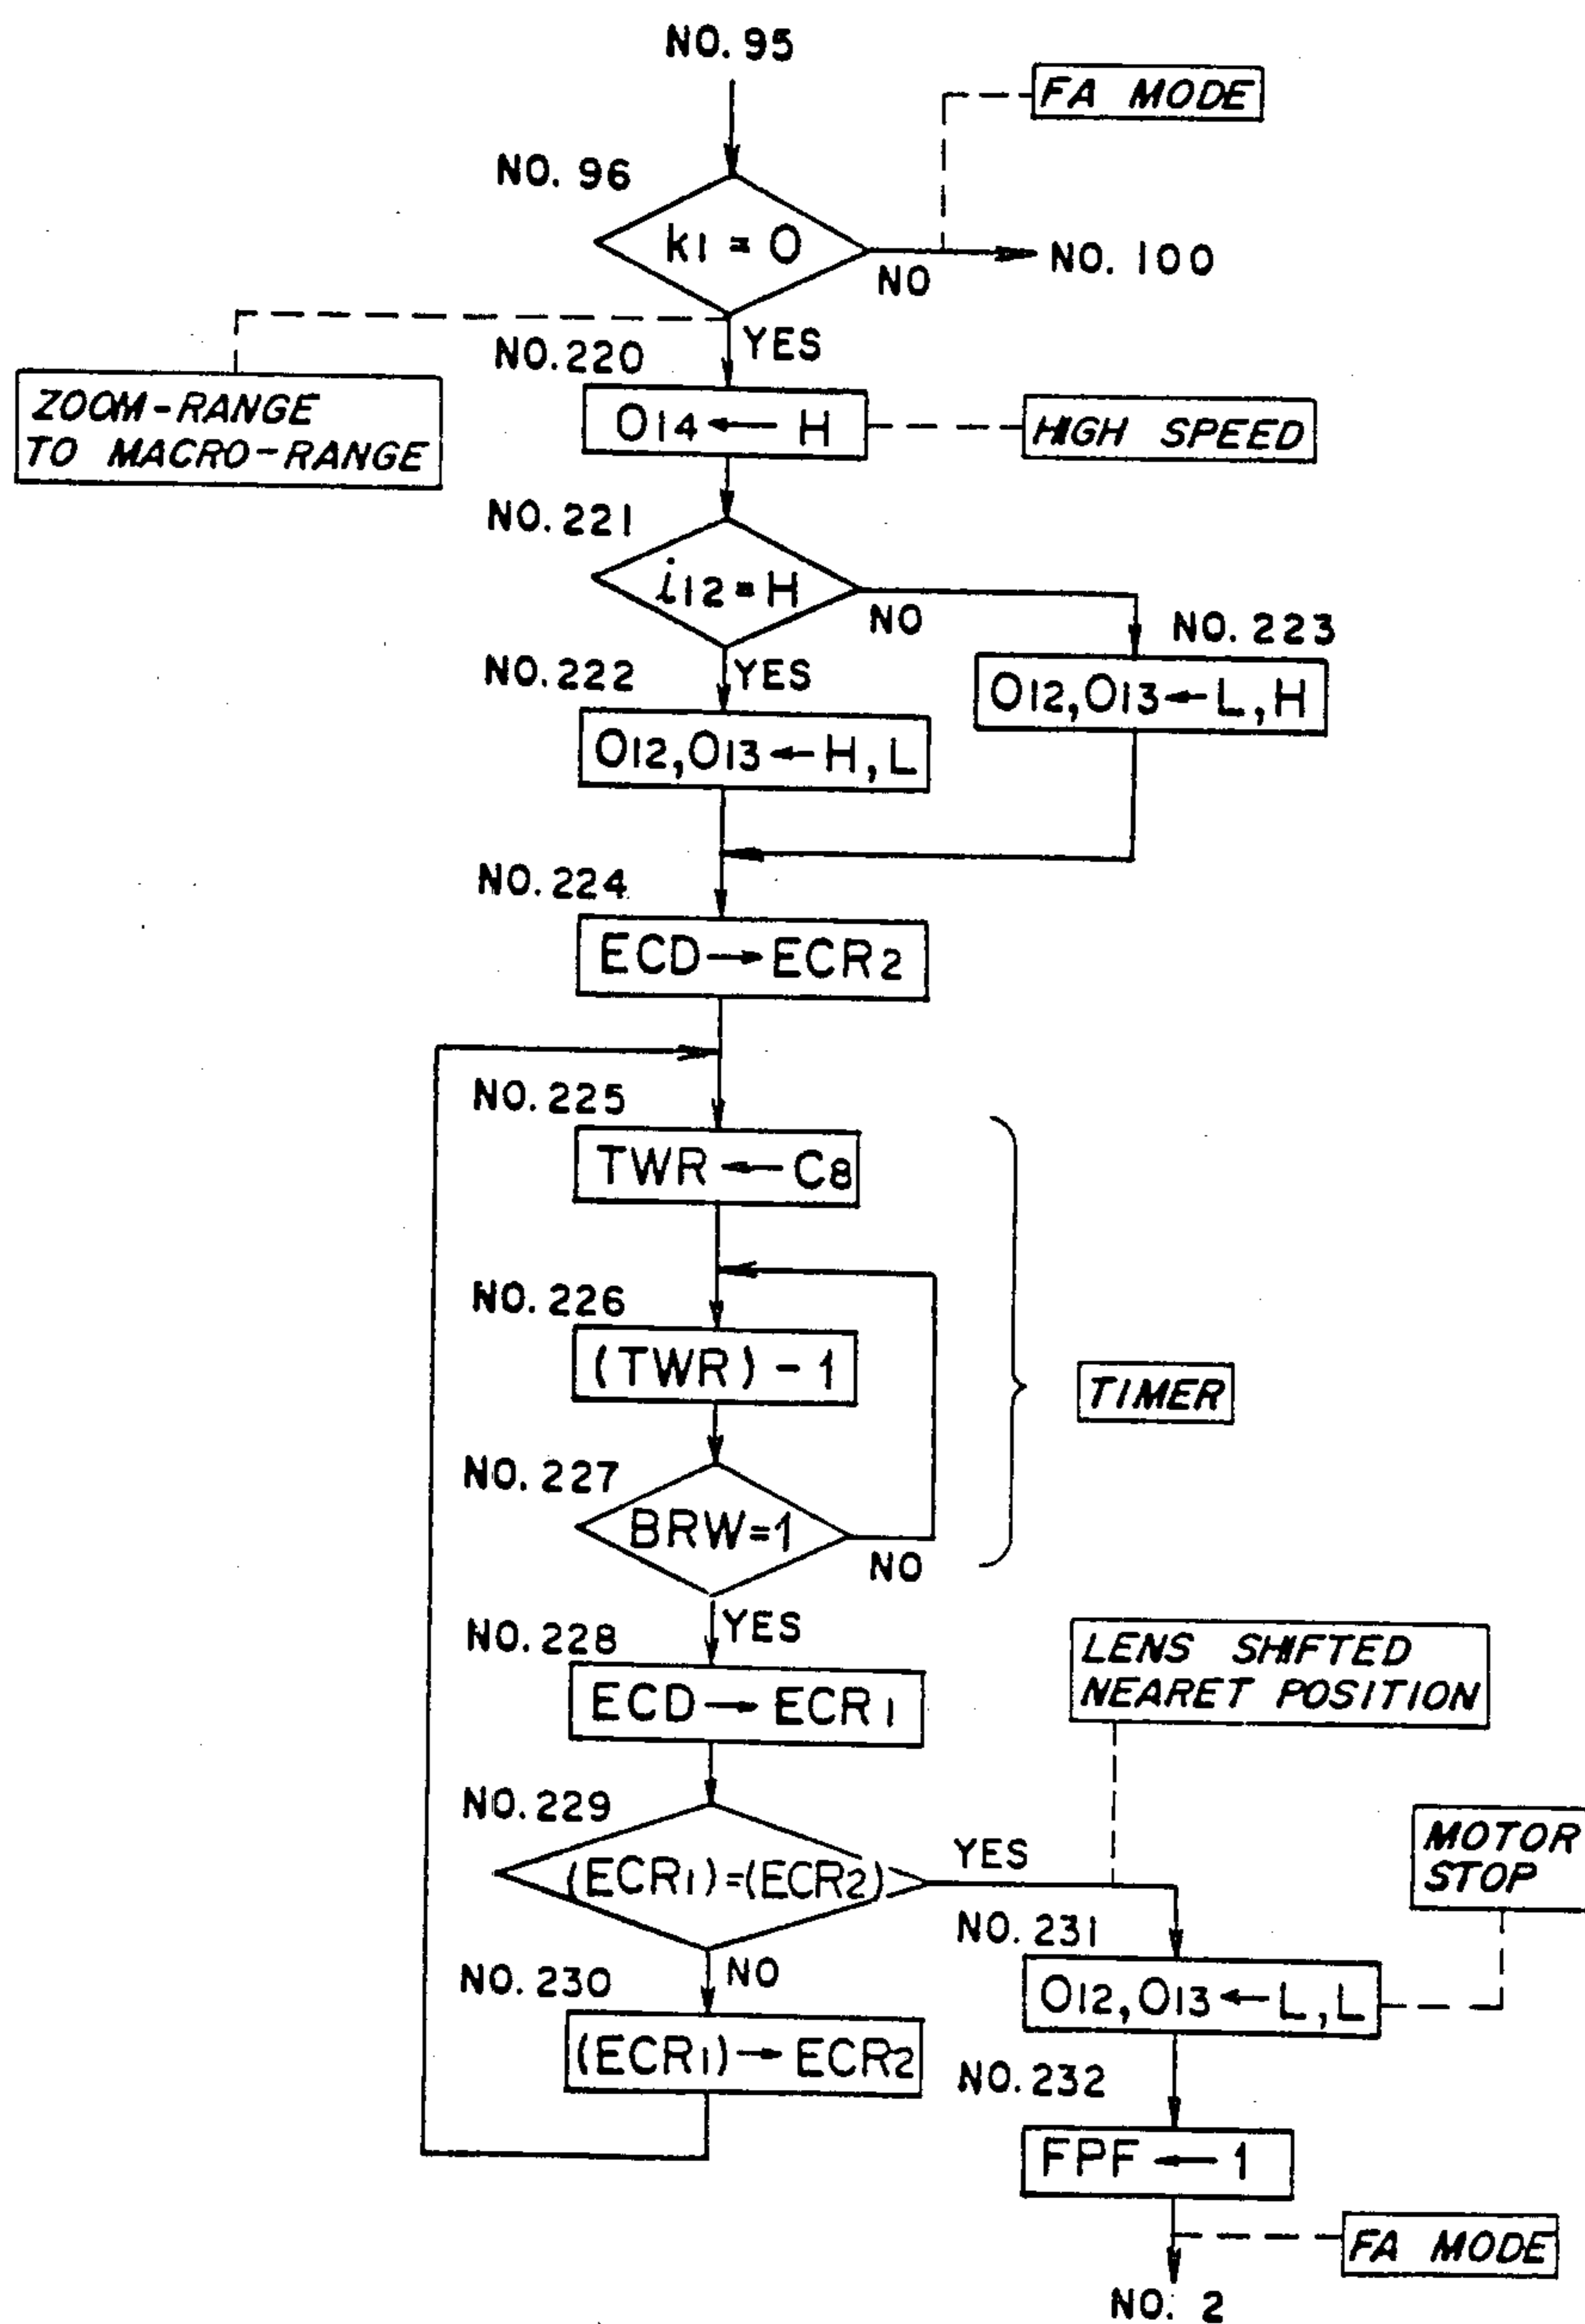 NO. 95
FA MODE
NO. 96
k1 = 0
NO
NO. 100
YES
NO. 220
ZOOM-RANGE
TO MACRO-RANGE
O14 ← H
HIGH SPEED
NO. 221
i12 = H
NO
NO. 223
NO. 222
YES
O12, O13 ← L, H
O12, O13 ← H, L
NO. 224
ECD → ECR2
NO. 225
TWR ← C8
NO. 226
(TWR) - 1
TIMER
NO. 227
BRW = 1
NO
YES
NO. 228
LENS SHIFTED
NEARET POSITION
ECD → ECR1
NO. 229
(ECR1) = (ECR2)
YES
MOTOR
STOP
NO. 231
NO
NO. 230
O12, O13 ← L, L
(ECR1) → ECR2
NO. 232
FPF ← 1
FA MODE
NO. 2